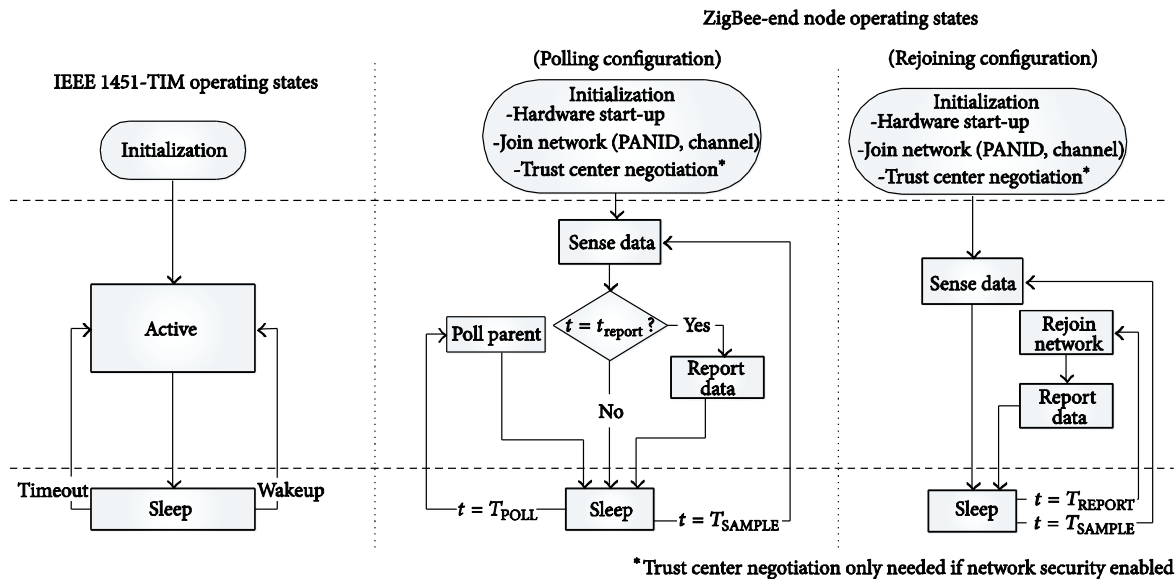 ZigBee-end node operating states
IEEE 1451-TIM operating states
(Polling configuration)
(Rejoining configuration)
Initialization
Initialization
-Hardware start-up
-Join network (PANID, channel)
-Trust center negotiation*
Initialization
-Hardware start-up
-Join network (PANID, channel)
-Trust center negotiation*
Active
Timeout
Wakeup
Sleep
Sense data
t = treport ?
Yes
No
Poll parent
Report
data
t = TPOLL
Sleep
t = TSAMPLE
Sense data
Rejoin
network
Report
data
Sleep
t = TREPORT
t = TSAMPLE
*Trust center negotiation only needed if network security enabled